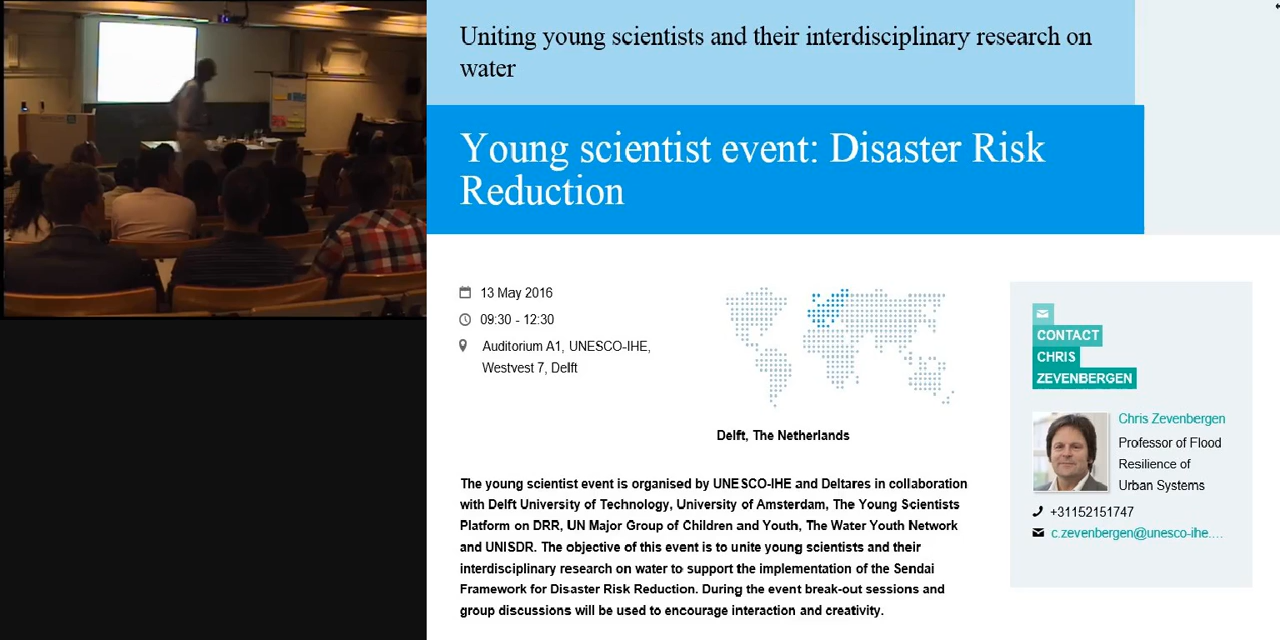 Uniting young scientists and their interdisciplinary research on
water
Young scientist event: Disaster Risk
Reduction
13 May 2016
09:30 - 12:30
Auditorium A1, UNESCO-IHE,
Westvest 7, Delft
Delft, The Netherlands
The young scientist event is organised by UNESCO-IHE and Deltares in collaboration
with Delft University of Technology, University of Amsterdam, The Young Scientists
Platform on DRR, UN Major Group of Children and Youth, The Water Youth Network
and UNISDR. The objective of this event is to unite young scientists and their
interdisciplinary research on water to support the implementation of the Sendai
Framework for Disaster Risk Reduction. During the event break-out sessions and
group discussions will be used to encourage interaction and creativity.
CONTACT
CHRIS
ZEVENBERGEN
Chris Zevenbergen
Professor of Flood
Resilience of
Urban Systems
+31152151747
c.zevenbergen@unesco-ihe....